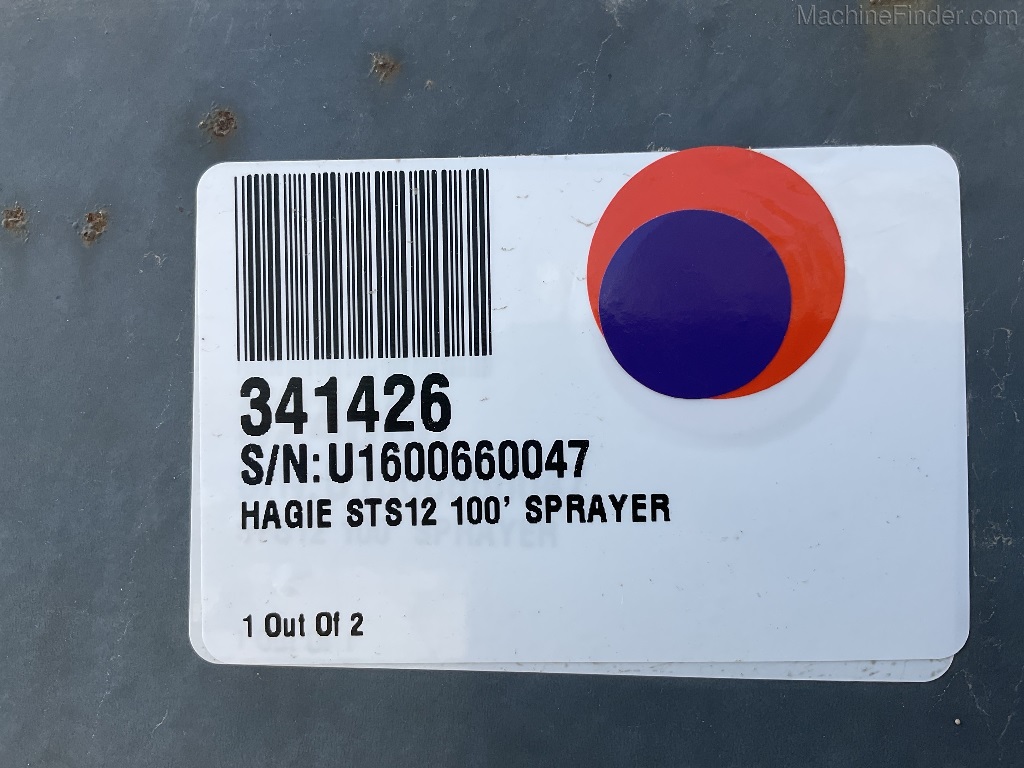 MachineFinder.com
341426
S/N: U1600660047
HAGIE STS12 100' SPRAYER
1 Out Of 2